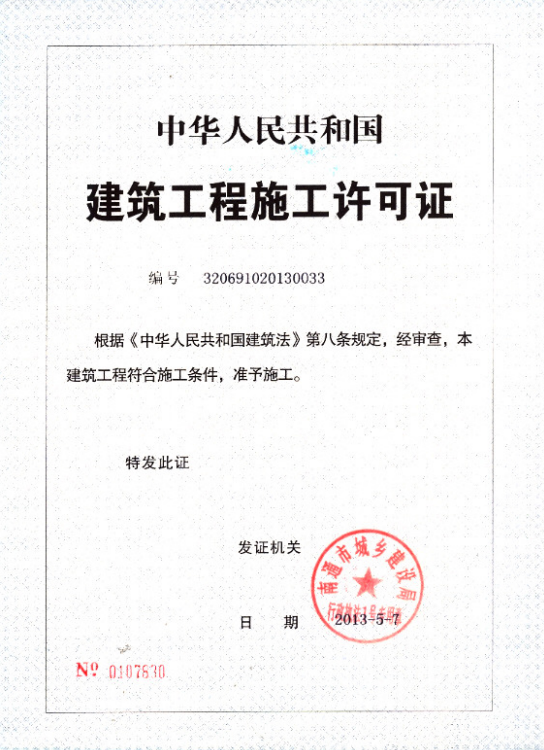 中华人民共和国
建筑工程施工许可证
编号 320691020130033
根据《中华人民共和国建筑法》第八条规定，经审查，本
建筑工程符合施工条件，准予施工。
特发此证
发证机关
南通市城乡建设局
日 期 2013-5-7
№ 0107830